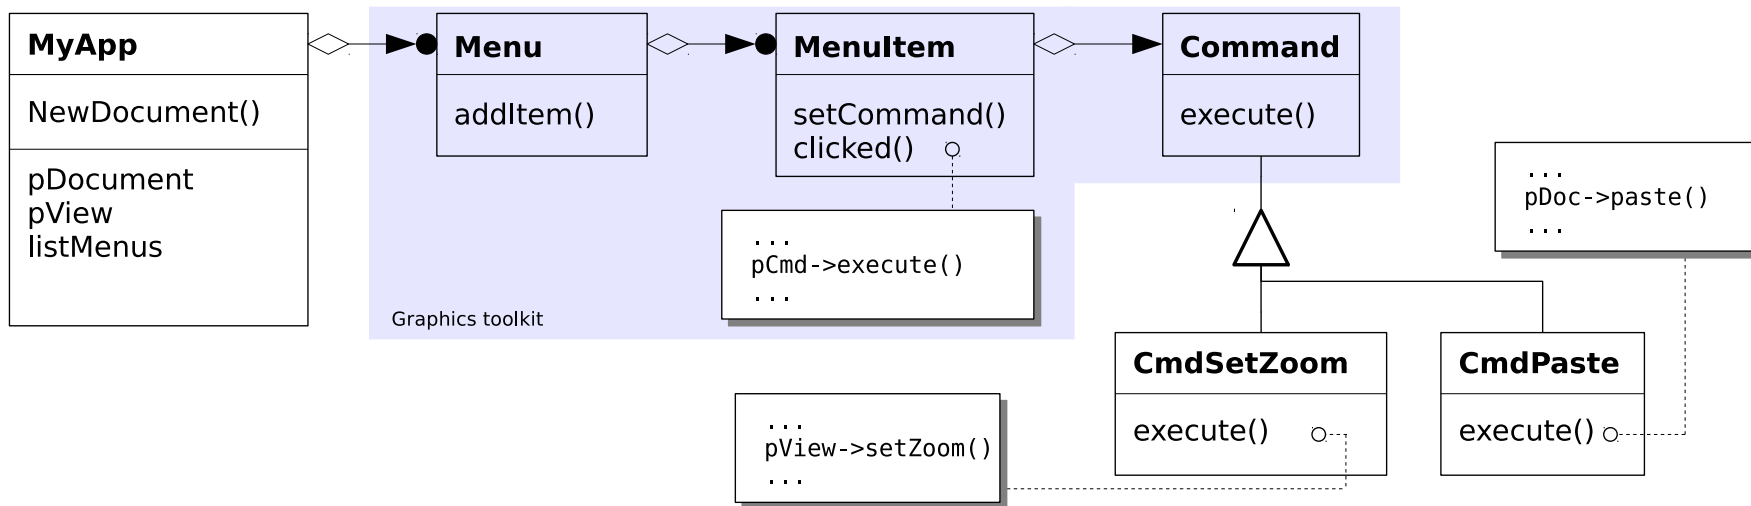 MyApp
NewDocument()
pDocument
pView
listMenus
Menu
addItem()
MenuItem
setCommand()
clicked()
Command
execute()
...
pDoc->paste()
...
...
pCmd->execute()
...
Graphics toolkit
CmdSetZoom
execute()
CmdPaste
execute()
...
pView->setZoom()
...